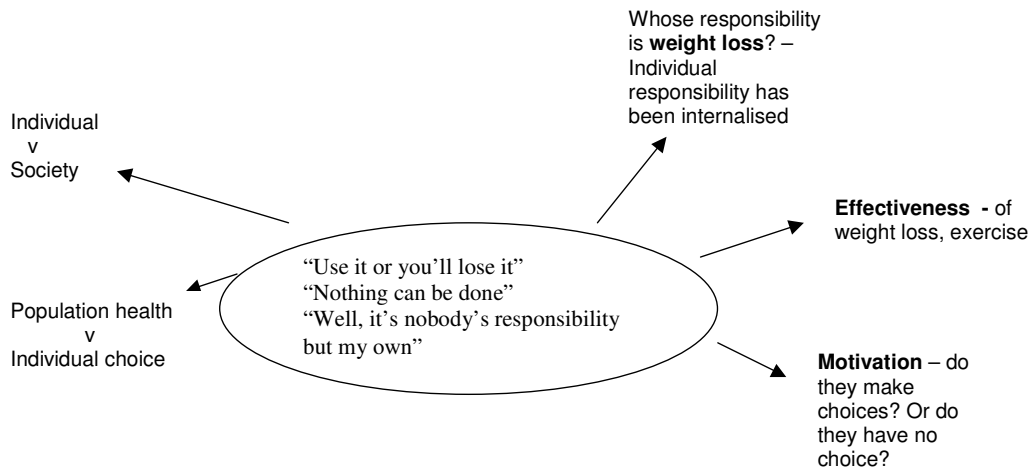 Whose responsibility
is weight loss? –
Individual
responsibility has
been internalised
Individual
v
Society
Effectiveness - of
weight loss, exercise
“Use it or you’ll lose it”
“Nothing can be done”
“Well, it’s nobody’s responsibility
but my own”
Population health
v
Individual choice
Motivation – do
they make
choices? Or do
they have no
choice?